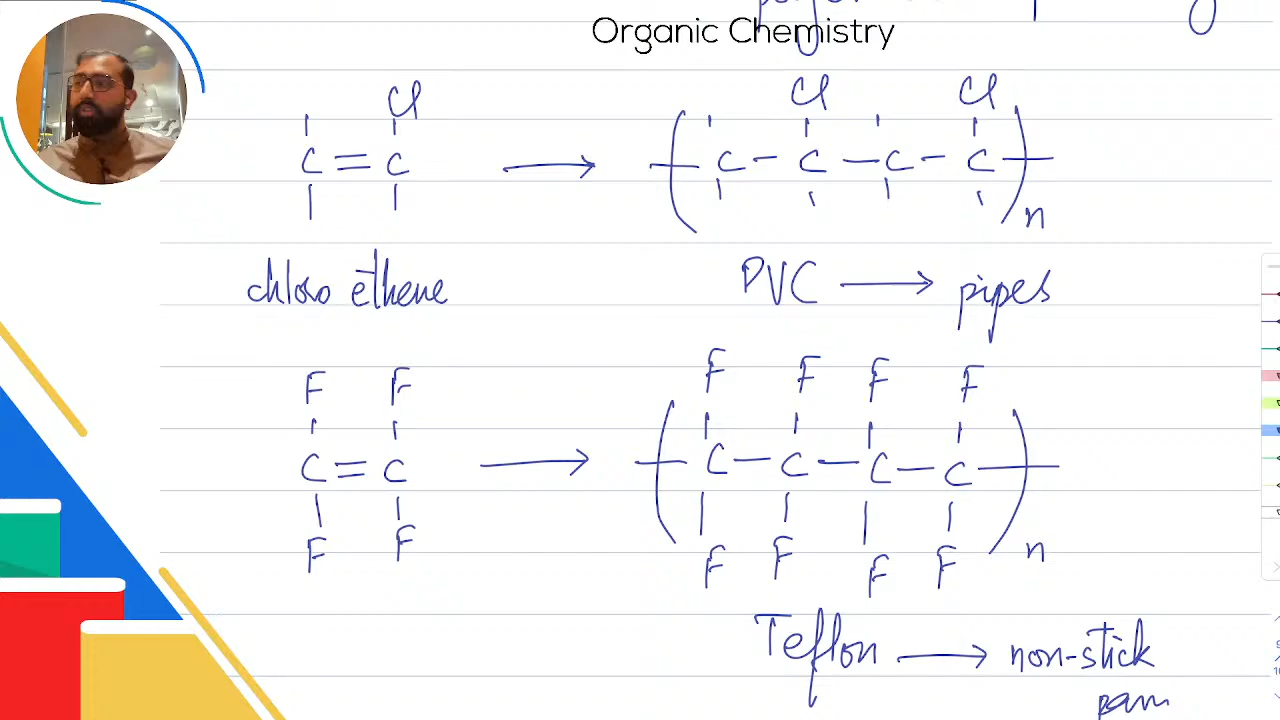 Organic Chemistry
Cl Cl Cl
C = C → ( C - C - C - C ) n
chloro ethene PVC → pipes
F F F F F F
C = C → ( C - C - C - C ) n
F F F F F F
Teflon → non-stick
pan